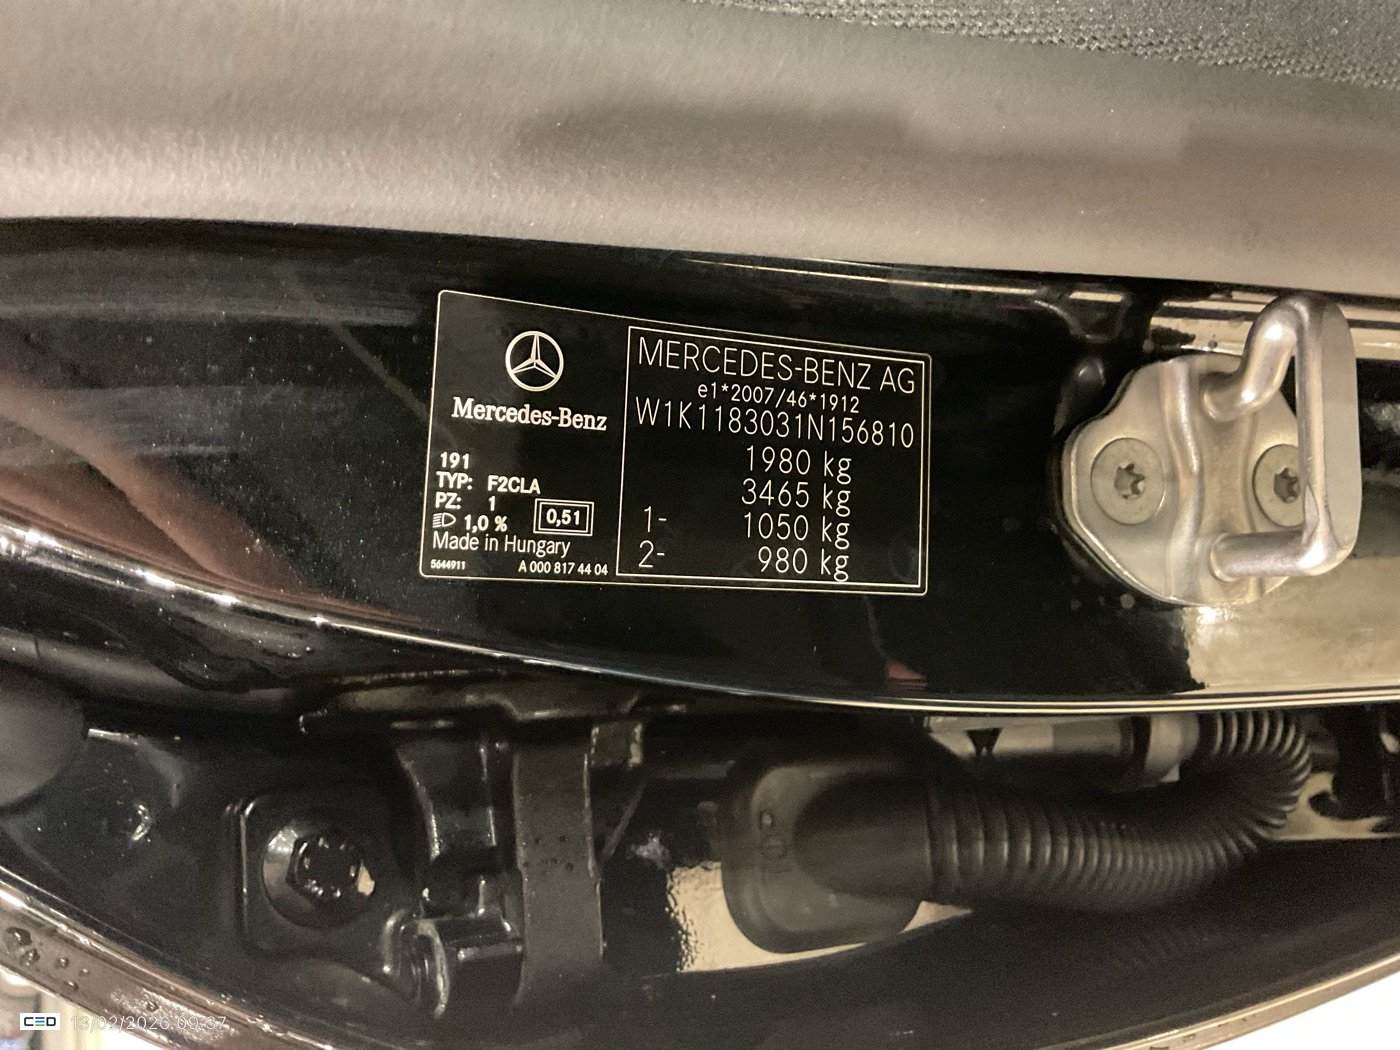 Mercedes-Benz
191
TYP: F2CLA
PZ: 1
1,0 %
0,51
Made in Hungary
5644911 A 000 817 44 04
MERCEDES-BENZ AG
e1*2007/46*1912
W1K1183031N156810
1980 kg
3465 kg
1- 1050 kg
2- 980 kg
CED 13/02/2026 09:37